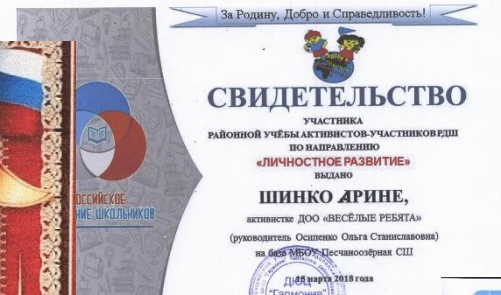 За Родину, Добро и Справедливость!
СВИДЕТЕЛЬСТВО
УЧАСТНИКА
РАЙОННОЙ УЧЁБЫ АКТИВИСТОВ-УЧАСТНИКОВ РДШ
ПО НАПРАВЛЕНИЮ
«ЛИЧНОСТНОЕ РАЗВИТИЕ»
ВЫДАНО
ШИНКО АРИНЕ,
активистке ДОО «ВЕСЁЛЫЕ РЕБЯТА»
(руководитель Осипенко Ольга Станиславовна)
на базе МБОУ Песчаноозёрная СШ
15 марта 2018 года
ОССИЙСКОЕ
НИЕ ШКОЛЬНИКОВ
ДЮЦ
"Гармония"